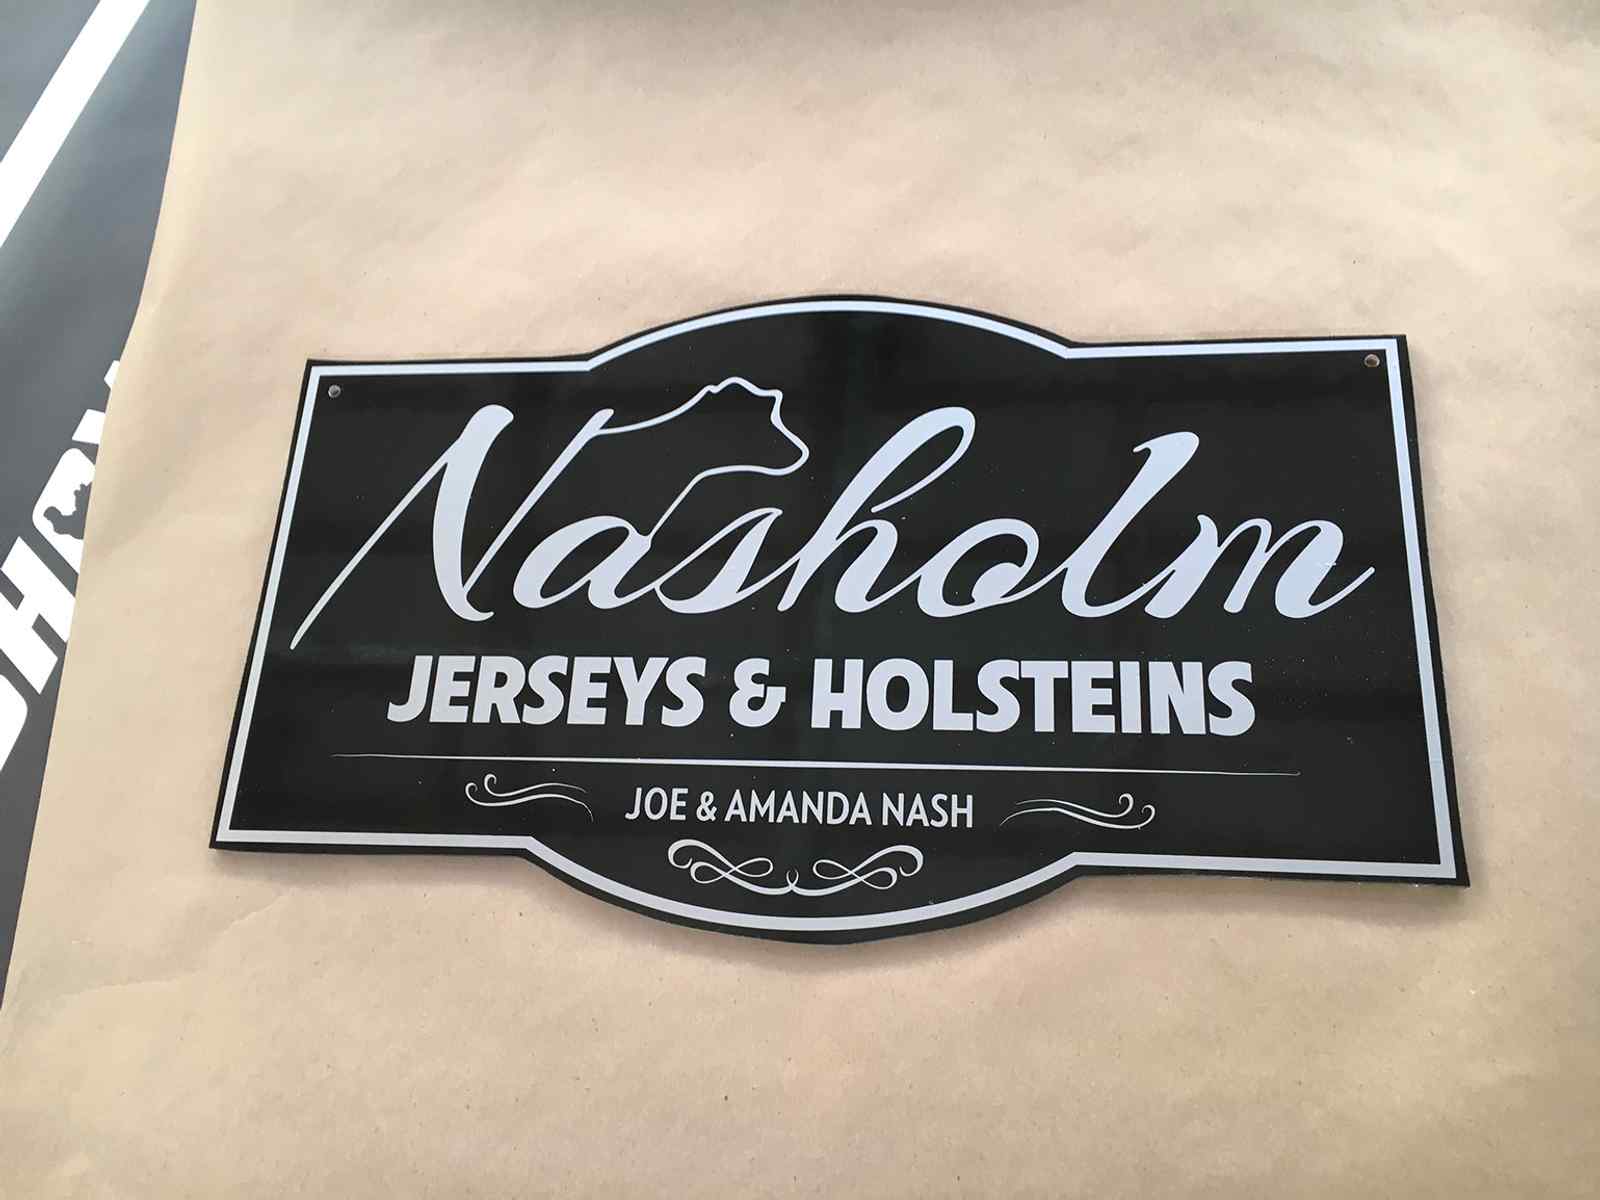 Nasholm
JERSEYS & HOLSTEINS
JOE & AMANDA NASH